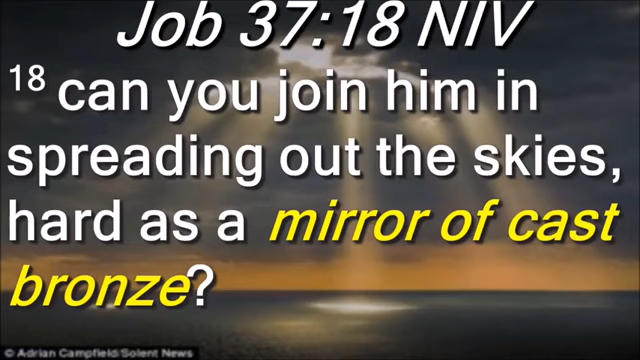 Job 37:18 NIV
18 can you join him in
spreading out the skies,
hard as a mirror of cast
bronze?
© Adrian Campfield/Solent News